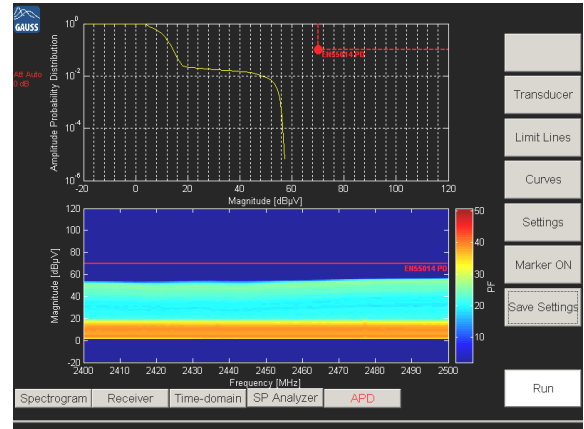 GAUSS
Att Auto
0 dB
Amplitude Probability Distribution
10^0
10^-2
10^-4
10^-6
EN55014 PD
-20 0 20 40 60 80 100 120
Magnitude [dBµV]
Magnitude [dBµV]
120
100
80
60
40
20
0
-20
EN55014 PD
2400 2410 2420 2430 2440 2450 2460 2470 2480 2490 2500
Frequency [MHz]
50
40
30
20
10
PF
Transducer
Limit Lines
Curves
Settings
Marker ON
Save Settings
Run
Spectrogram Receiver Time-domain SP Analyzer APD